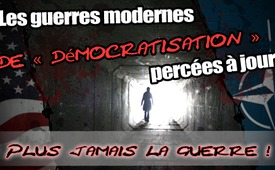 Les guerres modernes
DE « DéMOCRATISATION »
percées à jour
PLUS JAMAIS LA GUERRE !